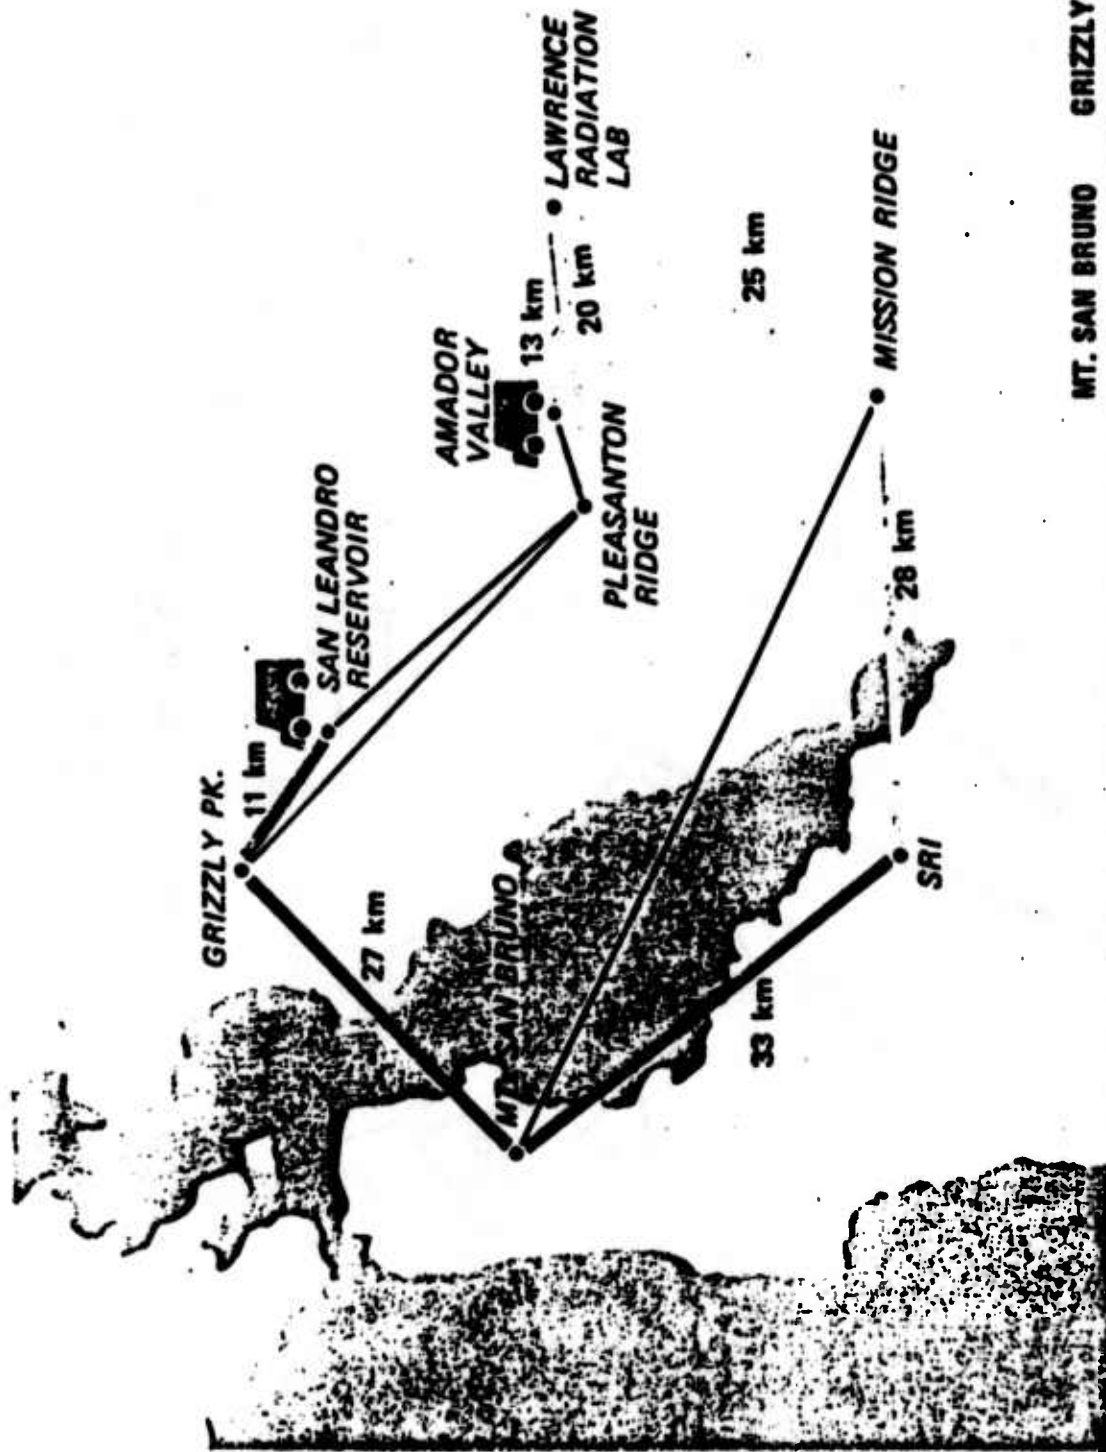 GRIZZLY PK.
11 km
SAN LEANDRO
RESERVOIR
27 km
AMADOR
VALLEY
13 km
20 km
LAWRENCE
RADIATION
LAB
MT. SAN BRUNO
PLEASANTON
RIDGE
25 km
33 km
SRI
28 km
MISSION RIDGE
MT. SAN BRUNO
GRIZZLY